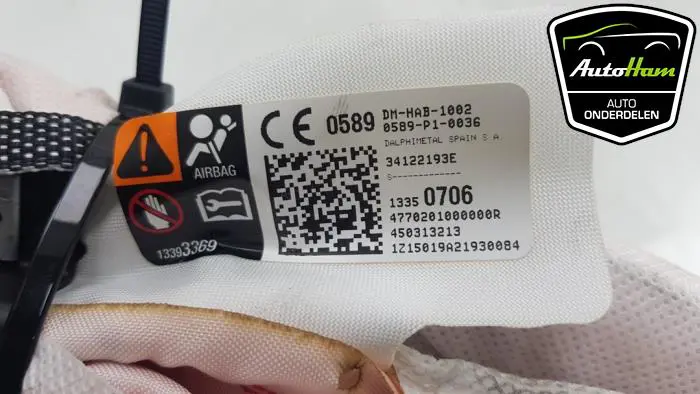 AutoHam
AUTO
ONDERDELEN
AIRBAG
13393369
CE 0589
DM-HAB-1002
0589-P1-0036
DALPHIMETAL SPAIN S.A.
34122193E
S-------------
1335 0706
4770201000000R
450313213
1Z15019A21930084